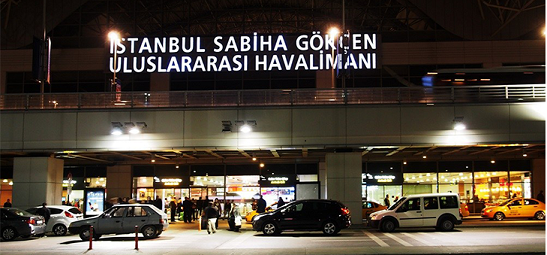 İSTANBUL SABİHA GÖKÇEN
ULUSLARARASI HAVALİMANI